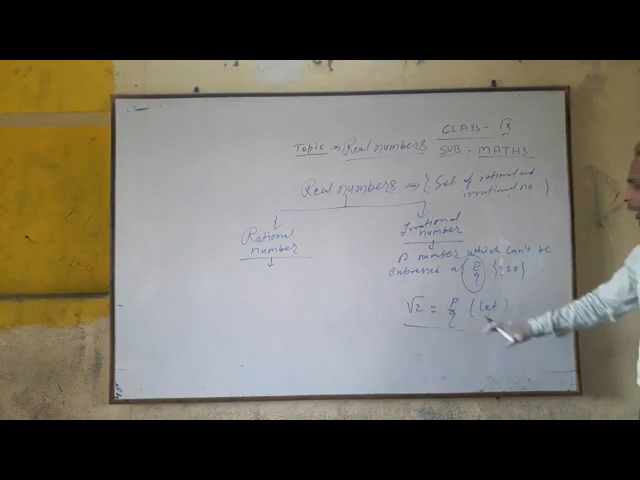 CLASS - IX
Topic → Real numbers
SUB - MATHS
Real numbers ⇒ { Set of rational and
irrational no. }
Rational
number
Irrational
number
A number which can't be
expressed as p/q
√2 = p/q (let)